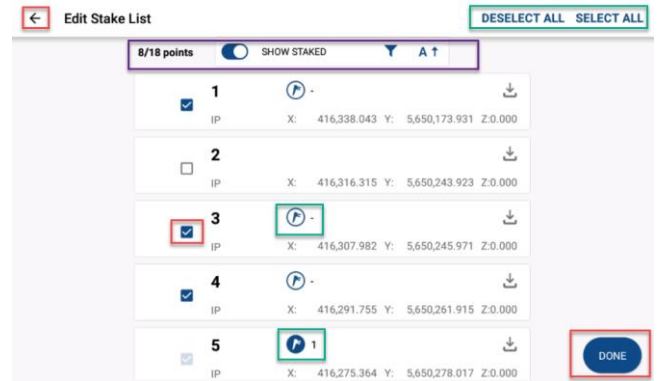 Edit Stake List
DESELECT ALL SELECT ALL
8/18 points SHOW STAKED A
1 -
IP X: 416,338.043 Y: 5,650,173.931 Z:0.000
2
IP X: 416,316.315 Y: 5,650,243.923 Z:0.000
3 -
IP X: 416,307.982 Y: 5,650,245.971 Z:0.000
4 -
IP X: 416,291.755 Y: 5,650,261.915 Z:0.000
5 1
IP X: 416,275.364 Y: 5,650,278.017 Z:0.000
DONE